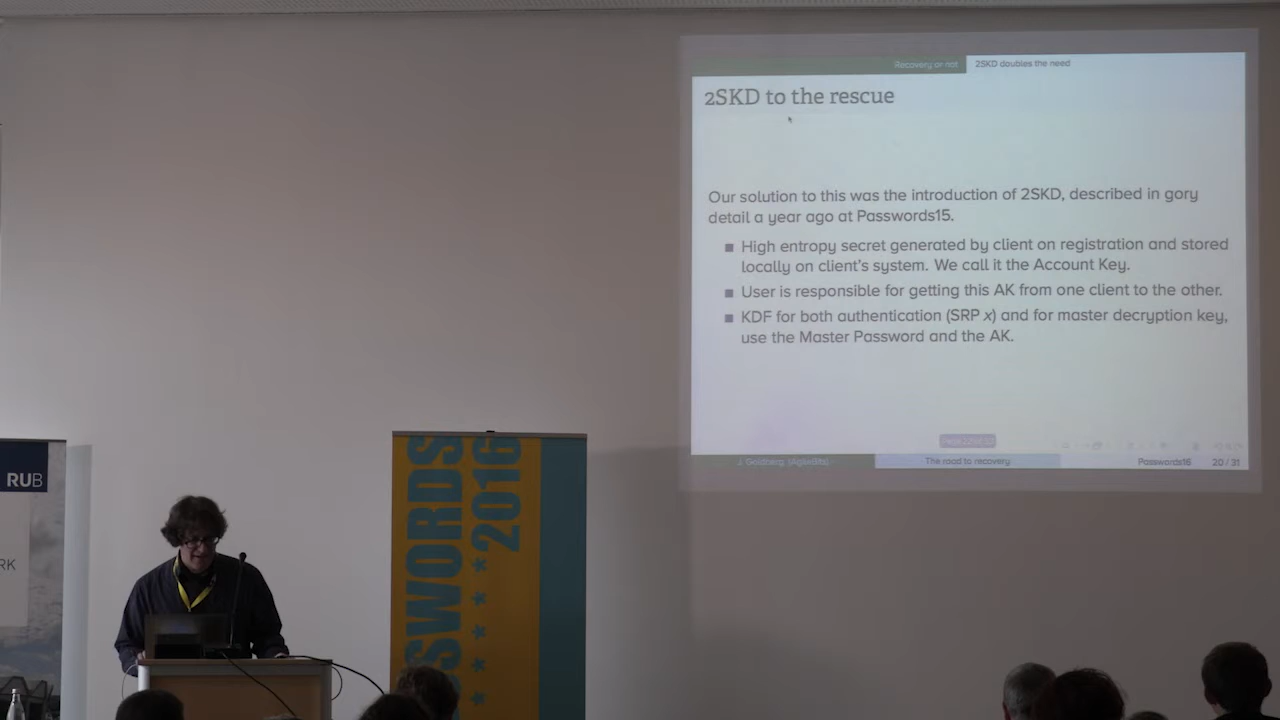 Recovery or not
2SKD doubles the need
2SKD to the rescue
Our solution to this was the introduction of 2SKD, described in gory
detail a year ago at Passwords15.
High entropy secret generated by client on registration and stored
locally on client's system. We call it the Account Key.
User is responsible for getting this AK from one client to the other.
KDF for both authentication (SRP x) and for master decryption key,
use the Master Password and the AK.
J. Goldberg (AgileBits)
The road to recovery
Passwords16
20 / 31
RUB
RK
SSWORDS
2016
*****